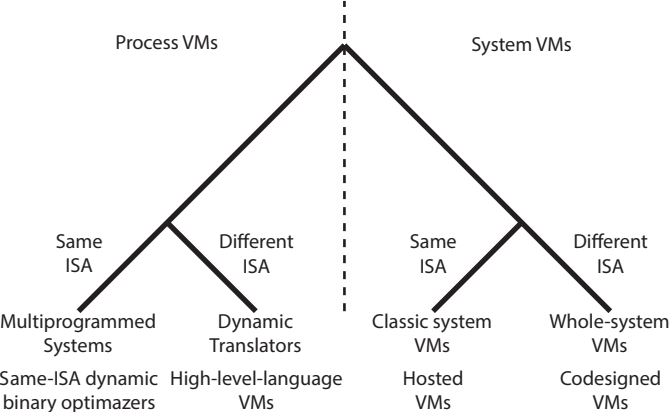 Process VMs
System VMs
Same
ISA
Different
ISA
Same
ISA
Different
ISA
Multiprogrammed
Systems
Dynamic
Translators
Classic system
VMs
Whole-system
VMs
Same-ISA dynamic
binary optimazers
High-level-language
VMs
Hosted
VMs
Codesigned
VMs